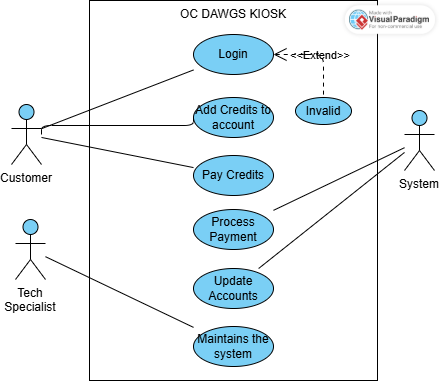 OC DAWGS KIOSK
Made with
Visual Paradigm
For non-commercial use
Login
<<Extend>>
Add Credits to
account
Invalid
Customer
System
Pay Credits
Process
Payment
Tech
Specialist
Update
Accounts
Maintains the
system